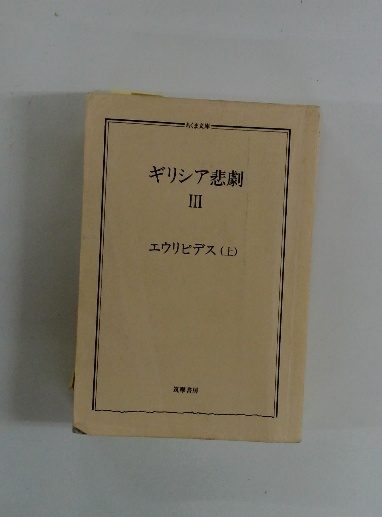 ちくま文庫
ギリシア悲劇
III
エウリピデス(上)
筑摩書房